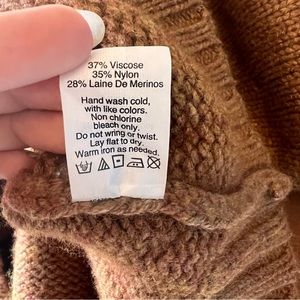 37% Viscose
35% Nylon
28% Laine De Merinos
Hand wash cold,
with like colors.
Non chlorine
bleach only.
Do not wring or twist.
Lay flat to dry.
Warm iron as needed.